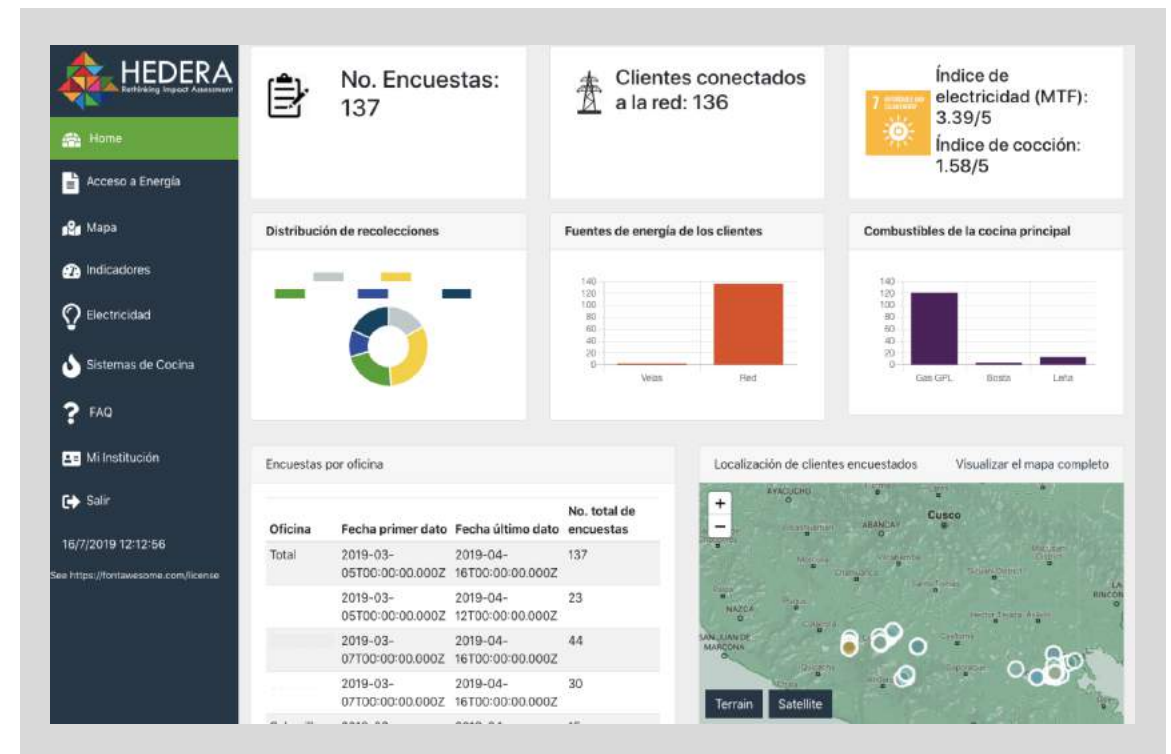 HEDERA
Rethinking Impact Assessment
Home
Acceso a Energía
Mapa
Indicadores
Electricidad
Sistemas de Cocina
FAQ
Mi Institución
Salir
16/7/2019 12:12:56
See https://fontawesome.com/license
No. Encuestas:
137
Clientes conectados
a la red: 136
7
Índice de
electricidad (MTF):
3.39/5
Índice de cocción:
1.58/5
Distribución de recolecciones
Fuentes de energía de los clientes
140
120
100
80
60
40
20
0
Velas Red
Combustibles de la cocina principal
140
120
100
80
60
40
20
0
Gas GPL Bosta Leña
Encuestas por oficina
No. total de
Oficina Fecha primer dato Fecha último dato encuestas
Total 2019-03- 2019-04- 137
05T00:00:00.000Z 16T00:00:00.000Z
2019-03- 2019-04- 23
05T00:00:00.000Z 12T00:00:00.000Z
2019-03- 2019-04- 44
07T00:00:00.000Z 16T00:00:00.000Z
2019-03- 2019-04- 30
07T00:00:00.000Z 16T00:00:00.000Z
Localización de clientes encuestados Visualizar el mapa completo
+
−
AYACUCHO
Cusco
ABANCAY
NAZCA
SAN JUAN DE
MARCONA
LA
RINCON
Terrain Satellite